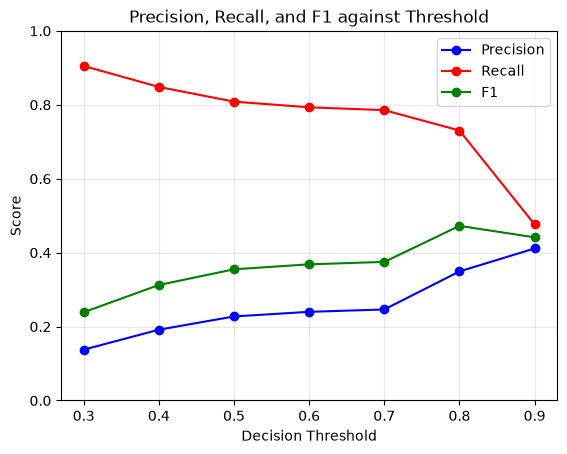 Precision, Recall, and F1 against Threshold
Precision
Recall
F1
1.0
0.8
0.6
0.4
0.2
0.0
Score
0.3 0.4 0.5 0.6 0.7 0.8 0.9
Decision Threshold